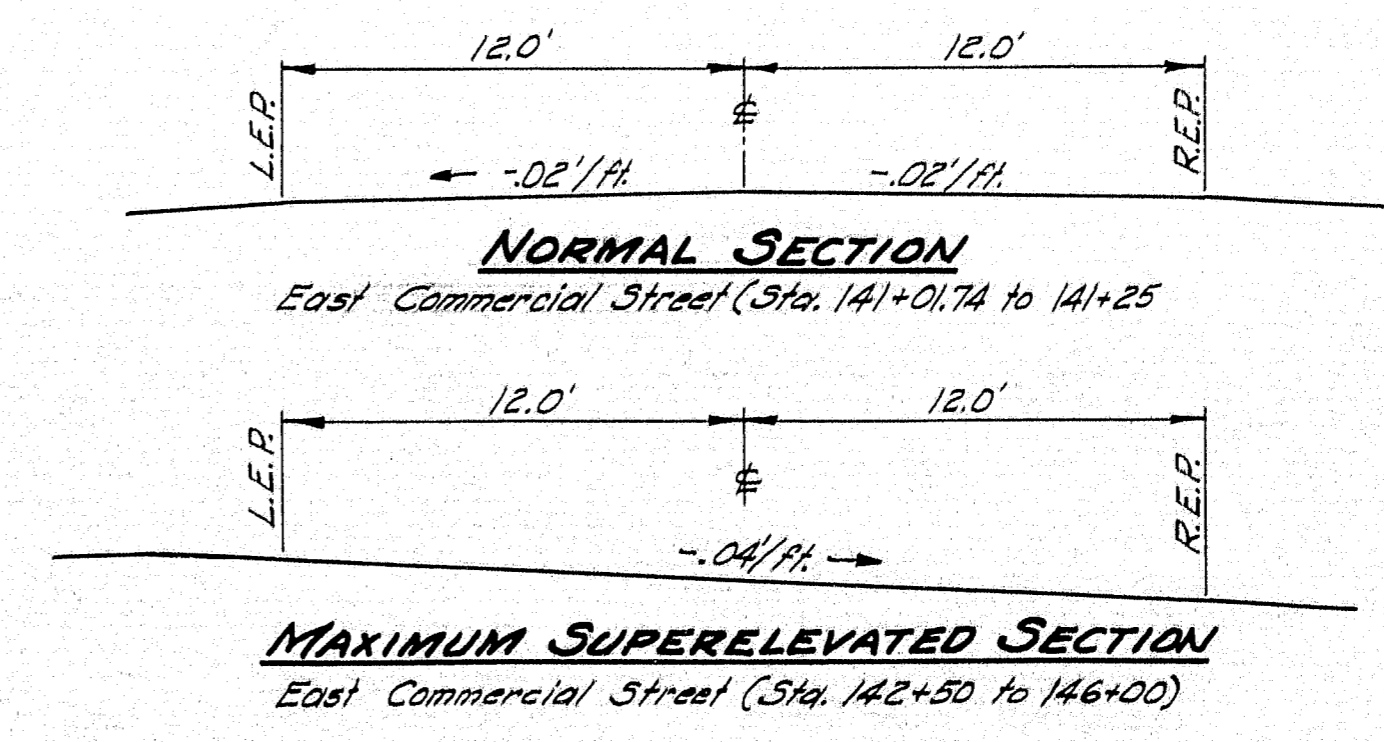 12.0' 12.0'
L.E.P. ℄ R.E.P.
← -.02'/ft. -.02'/ft.
NORMAL SECTION
East Commercial Street (Sta. 141+01.74 to 141+25
12.0' 12.0'
L.E.P. ℄ R.E.P.
-.04'/ft. →
MAXIMUM SUPERELEVATED SECTION
East Commercial Street (Sta. 142+50 to 146+00)